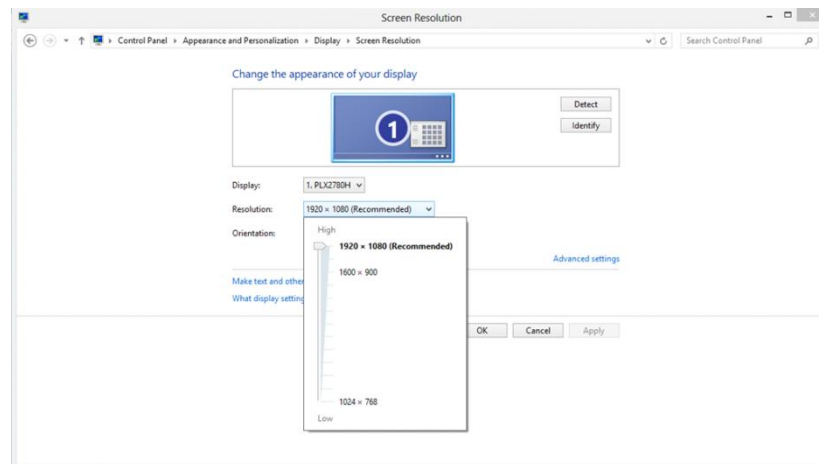 Screen Resolution
Control Panel ▸ Appearance and Personalization ▸ Display ▸ Screen Resolution
Search Control Panel
Change the appearance of your display
1
Detect
Identify
Display: 1. PLX2780H
Resolution: 1920 × 1080 (Recommended)
Orientation:
High
1920 × 1080 (Recommended)
Advanced settings
1600 × 900
Make text and other
What display setting
OK Cancel Apply
1024 × 768
Low